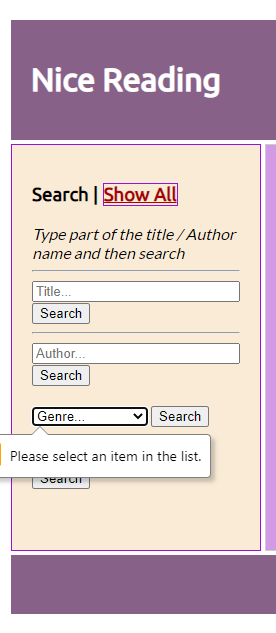 Nice Reading
Search | Show All
Type part of the title / Author
name and then search
Title...
Search
Author...
Search
Genre... Search
Please select an item in the list.
Search